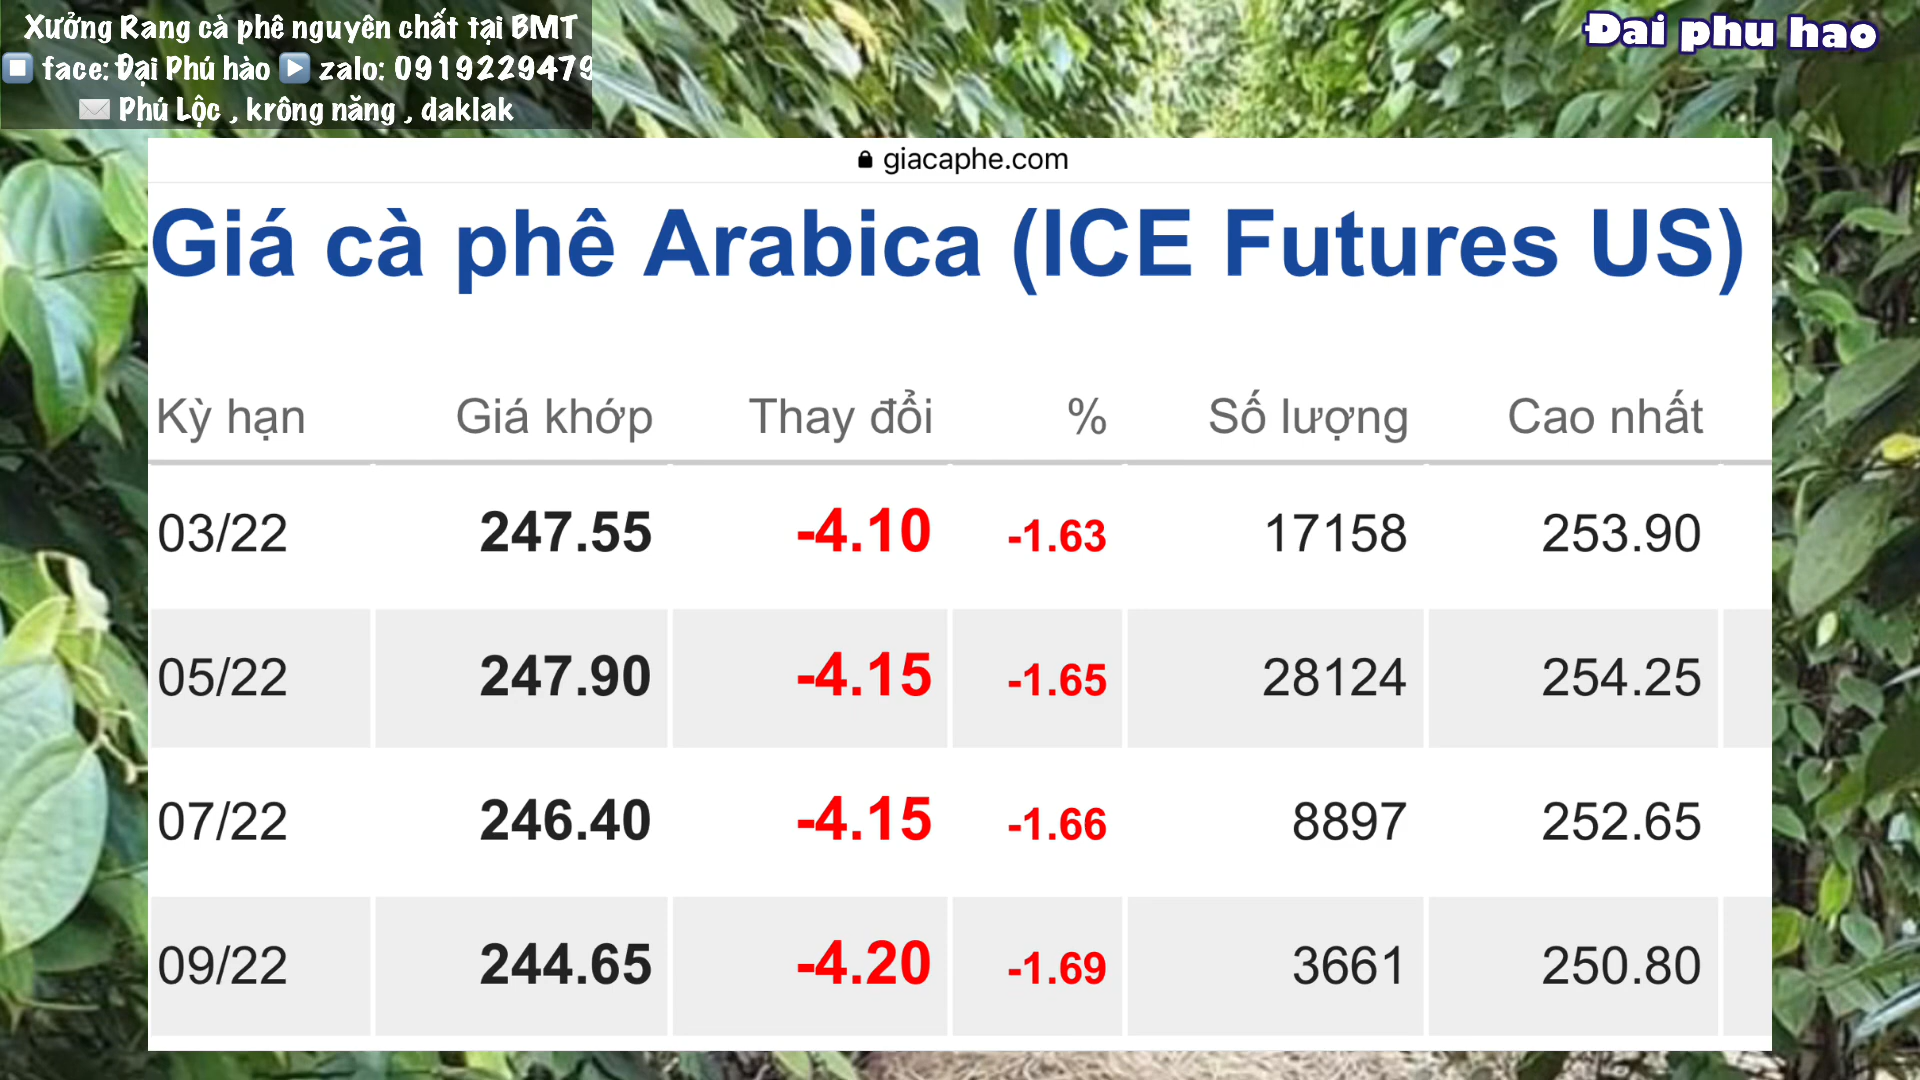 Xưởng Rang cà phê nguyên chất tại BMT
face: Đại Phú hào zalo: 0919229479
Phú Lộc , krông năng , daklak
Đai phu hao
giacaphe.com
Giá cà phê Arabica (ICE Futures US)
Kỳ hạn Giá khớp Thay đổi % Số lượng Cao nhất
03/22 247.55 -4.10 -1.63 17158 253.90
05/22 247.90 -4.15 -1.65 28124 254.25
07/22 246.40 -4.15 -1.66 8897 252.65
09/22 244.65 -4.20 -1.69 3661 250.80